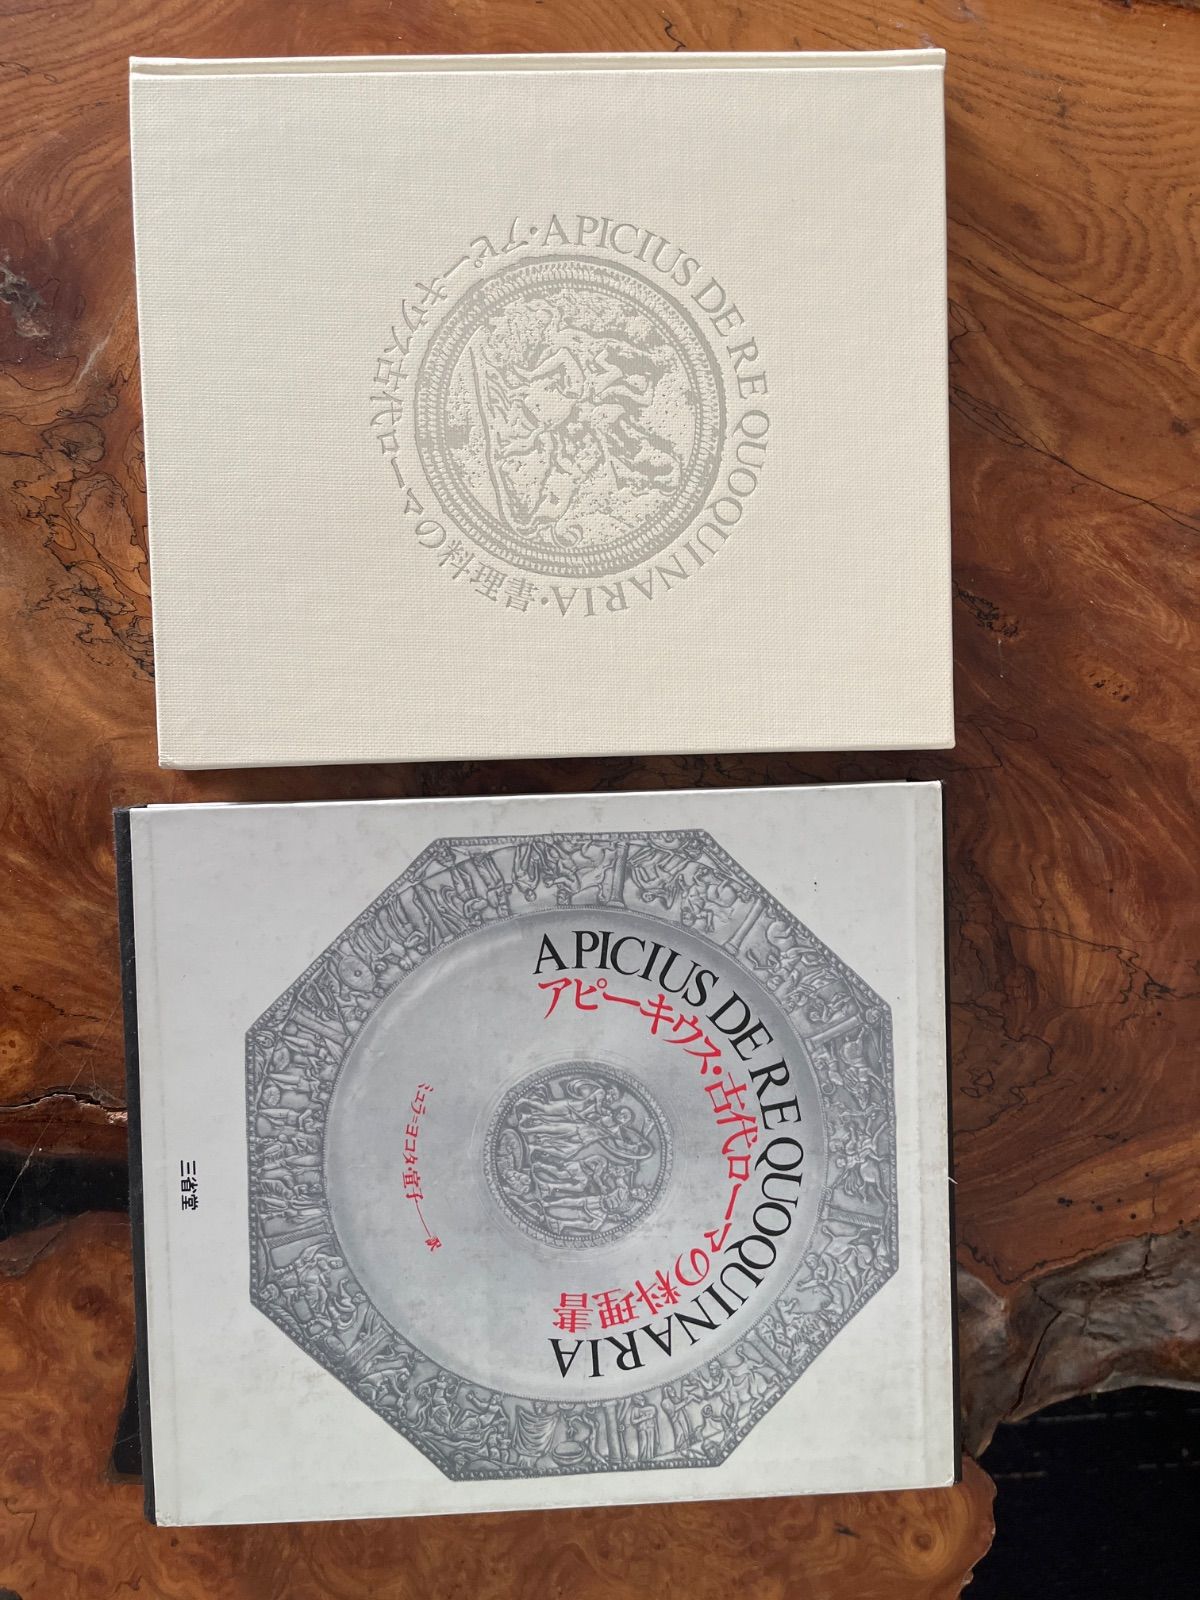 APICIUS DE RE QUOQUINARIA・
アピーキウス古代ローマの料理書・
APICIUS DE RE QUOQUINARIA
アピーキウス・古代ローマの料理書
ミュラ=ヨコタ・宣子——訳
三省堂